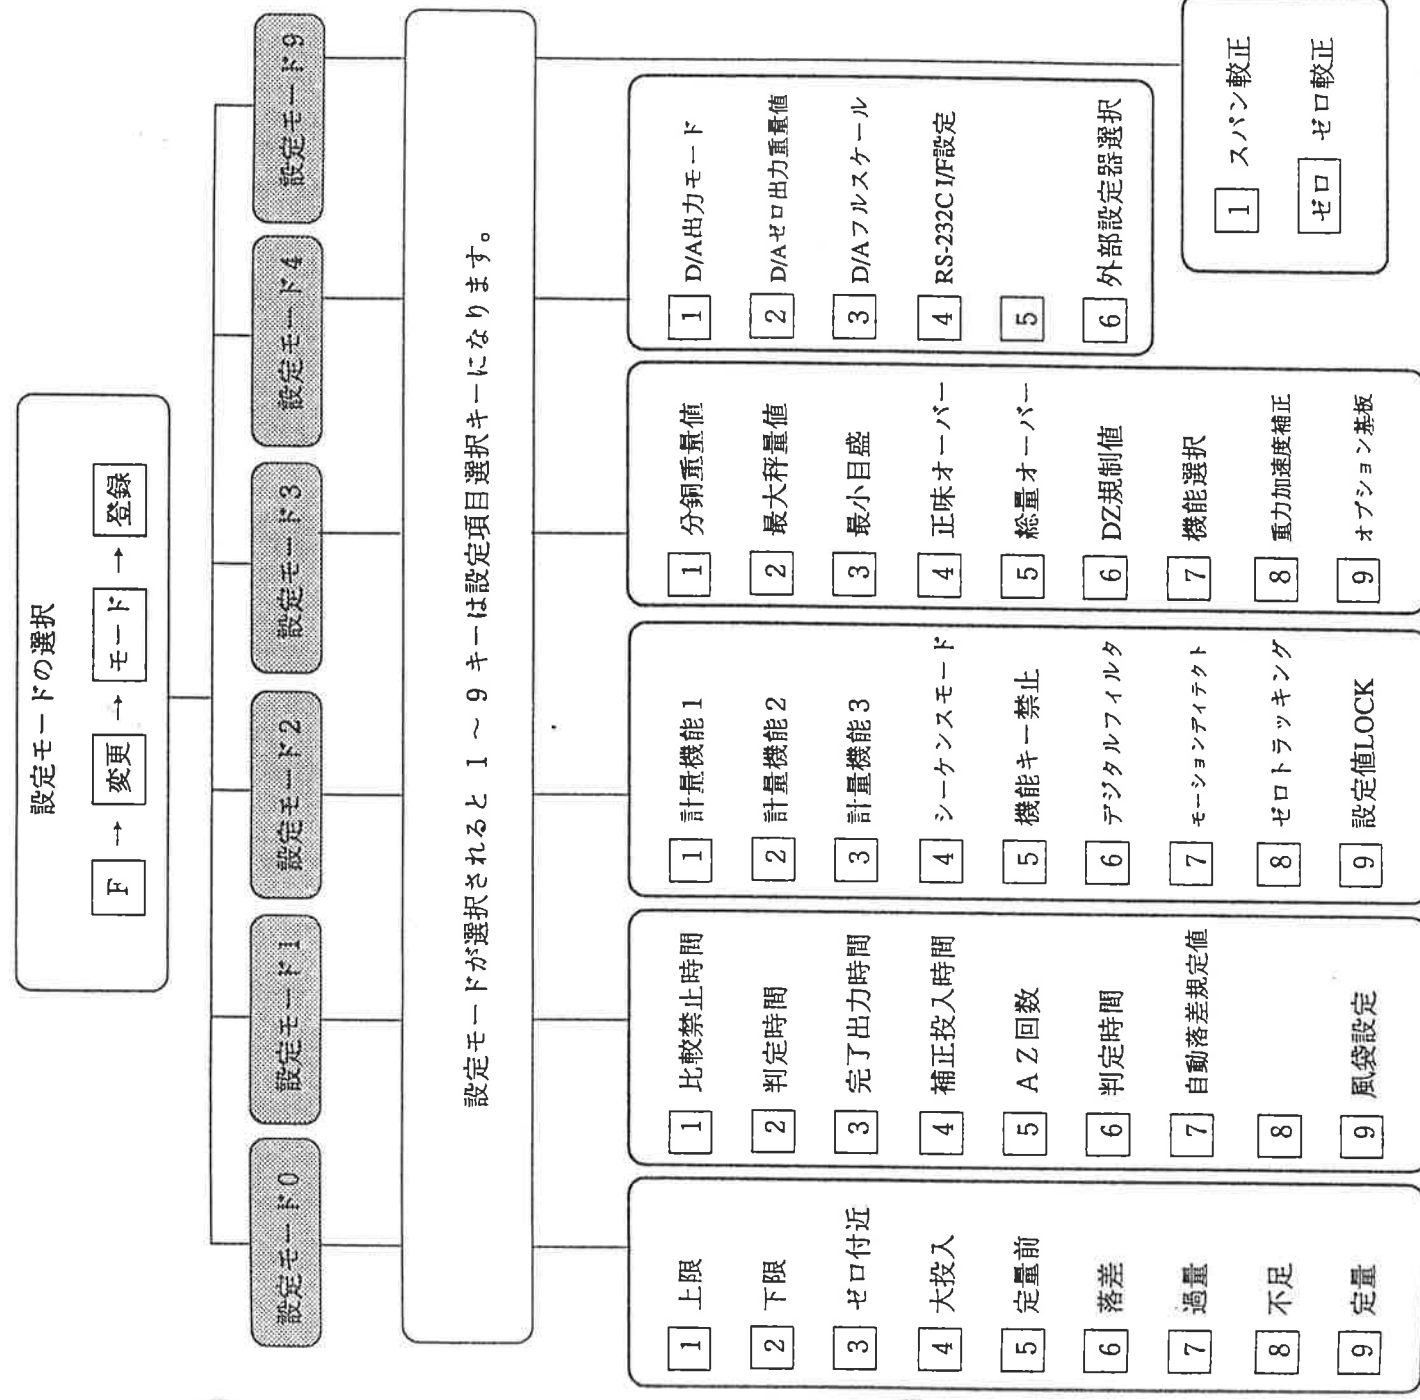 設定モードの選択
F → 変更 → モード → 登録
設定モード0
設定モード1
設定モード2
設定モード3
設定モード4
設定モード9
設定モードが選択されると 1 ~ 9 キーは設定項目選択キーになります。
1 上限
2 下限
3 ゼロ付近
4 大投入
5 定量前
6 落差
7 過量
8 不足
9 定量
1 比較禁止時間
2 判定時間
3 完了出力時間
4 補正投入時間
5 AZ回数
6 判定時間
7 自動落差規定値
8
9 風袋設定
1 計量機能1
2 計量機能2
3 計量機能3
4 シーケンスモード
5 機能キー禁止
6 デジタルフィルタ
7 モーションディテクト
8 ゼロトラッキング
9 設定値LOCK
1 分銅重量値
2 最大秤量値
3 最小目盛
4 正味オーバー
5 総量オーバー
6 DZ規制値
7 機能選択
8 重力加速度補正
9 オプション基板
1 D/A出力モード
2 D/Aゼロ出力重量値
3 D/Aフルスケール
4 RS-232C I/F設定
5
6 外部設定器選択
1 スパン較正
ゼロ ゼロ較正